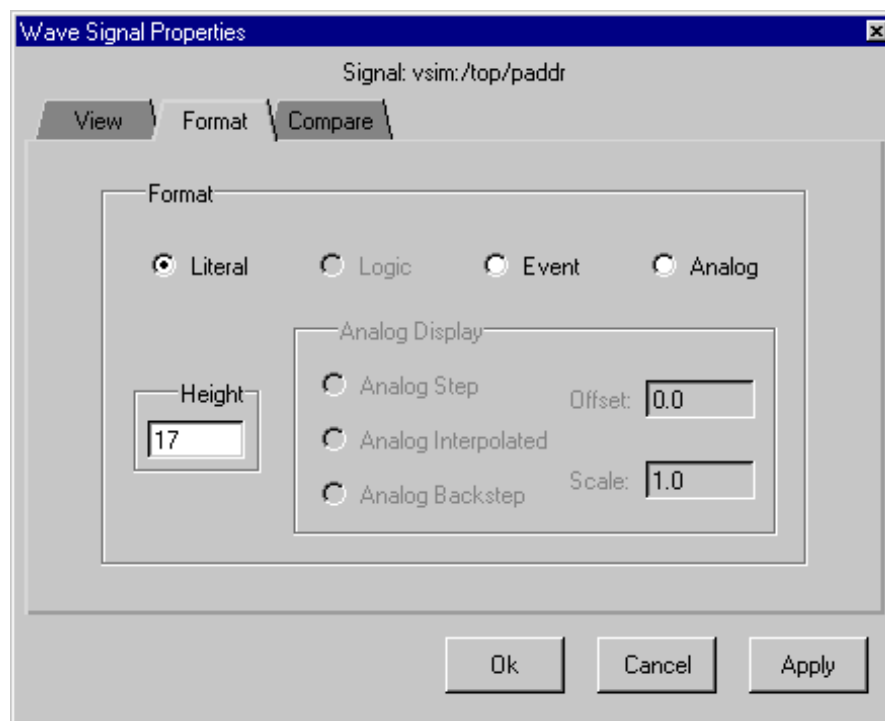 Wave Signal Properties
Signal: vsim:/top/paddr
View Format Compare
Format
Literal Logic Event Analog
Analog Display
Height
17
Analog Step
Analog Interpolated
Analog Backstep
Offset: 0.0
Scale: 1.0
Ok Cancel Apply